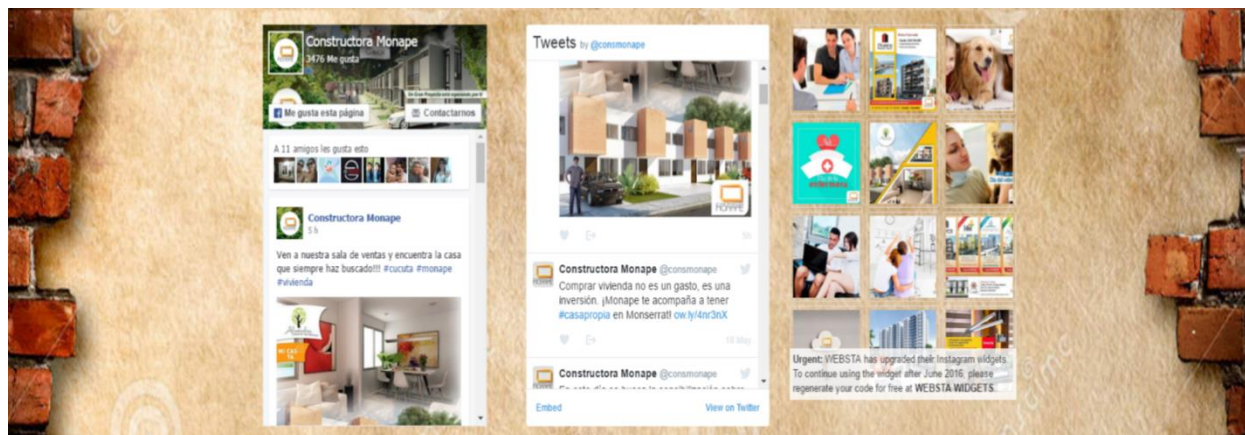 Constructora Monape
3476 Me gusta
Me gusta esta página
Contactarnos
A 11 amigos les gusta esto
Constructora Monape
5 h
Ven a nuestra sala de ventas y encuentra la casa
que siempre haz buscado!!! #cucuta #monape
#vivienda
Tweets by @consmonape
MONAPE
5h
Constructora Monape @consmonape
Comprar vivienda no es un gasto, es una
inversión. ¡Monape te acompaña a tener
#casapropia en Monserrat! ow.ly/4nr3nX
Constructora Monape @consmonape
Embed
View on Twitter
enfermera
Urgent: WEBSTA has upgraded their Instagram widgets.
To continue using the widget after June 2016, please
regenerate your code for free at WEBSTA WIDGETS.